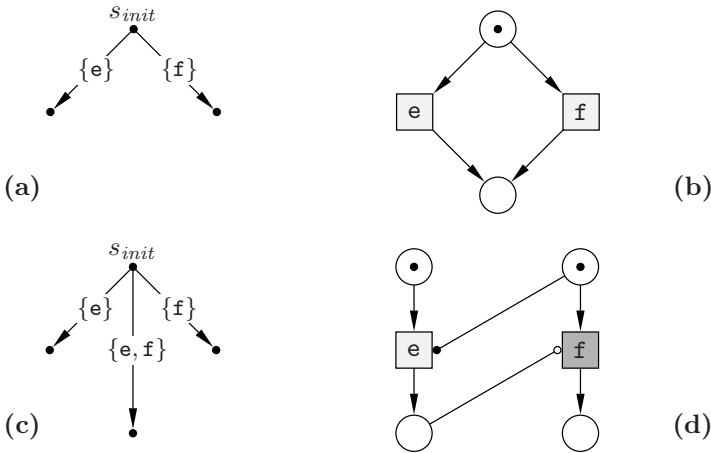 s_init
{e} {f}
e f
(a) (b)
s_init
{e} {f}
{e, f}
e f
(c) (d)